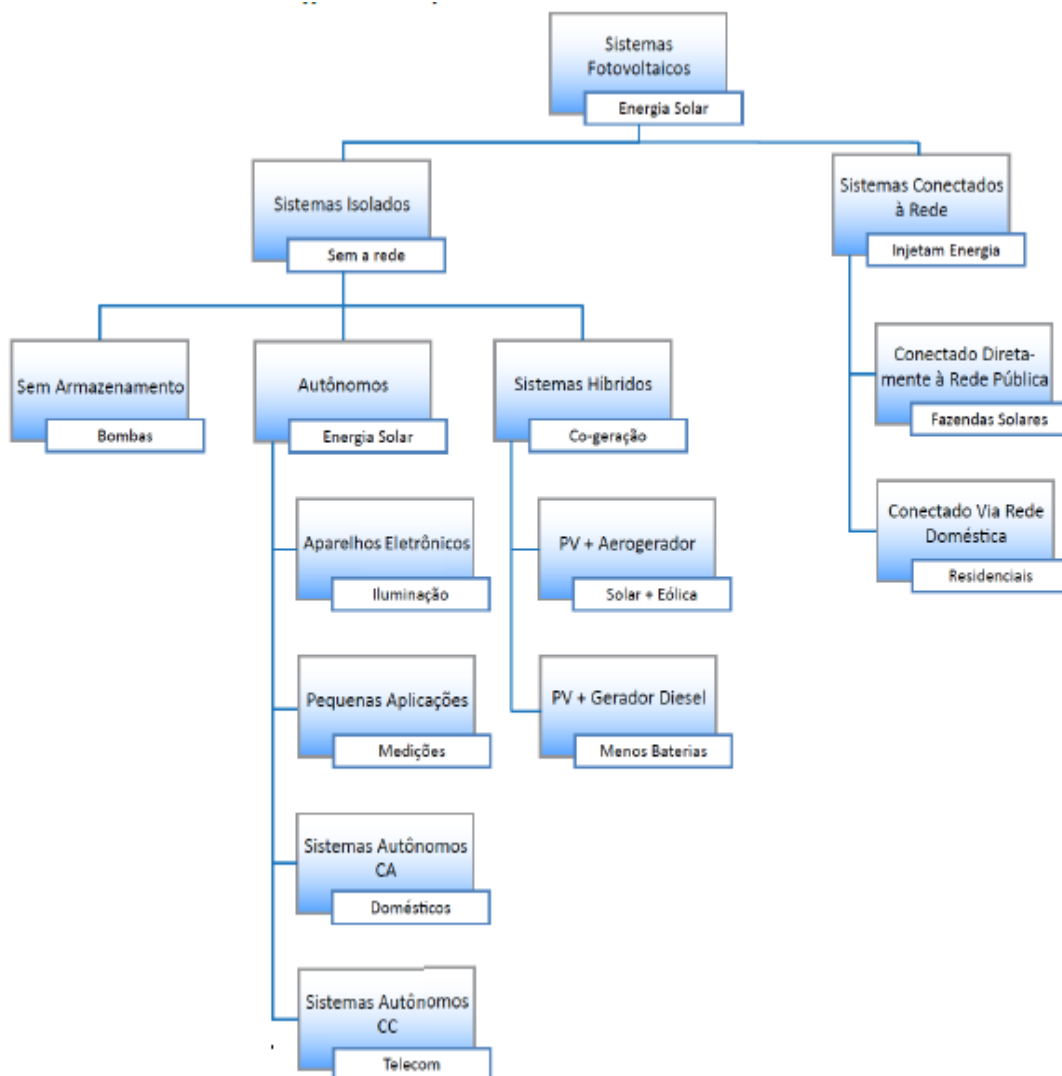 Sistemas
Fotovoltaicos
Energia Solar
Sistemas Isolados
Sem a rede
Sistemas Conectados
à Rede
Injetam Energia
Sem Armazenamento
Bombas
Autônomos
Energia Solar
Sistemas Híbridos
Co-geração
Conectado Direta-
mente à Rede Pública
Fazendas Solares
Aparelhos Eletrônicos
Iluminação
PV + Aerogerador
Solar + Eólica
Conectado Via Rede
Doméstica
Residenciais
Pequenas Aplicações
Medições
PV + Gerador Diesel
Menos Baterias
Sistemas Autônomos
CA
Domésticos
Sistemas Autônomos
CC
Telecom